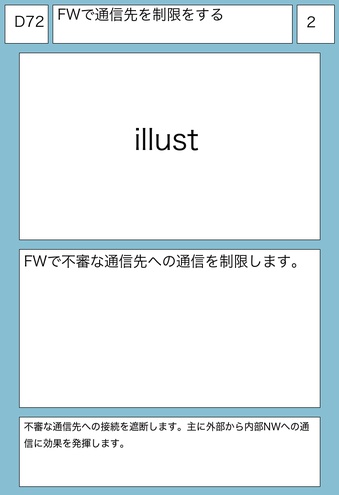 D72
FWで通信先を制限をする
2
illust
FWで不審な通信先への通信を制限します。
不審な通信先への接続を遮断します。主に外部から内部NWへの通
信に効果を発揮します。